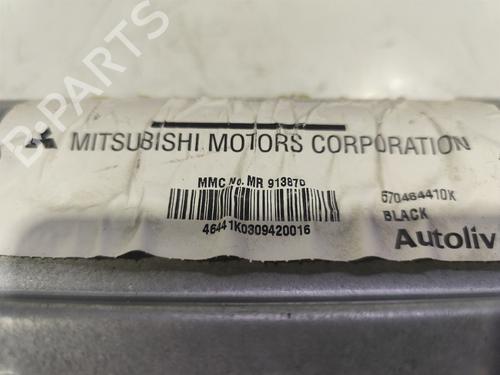 B-PARTS
MITSUBISHI MOTORS CORPORATION
MMC No. MR 913870
46441K0309420016
570464410K
BLACK
Autoliv